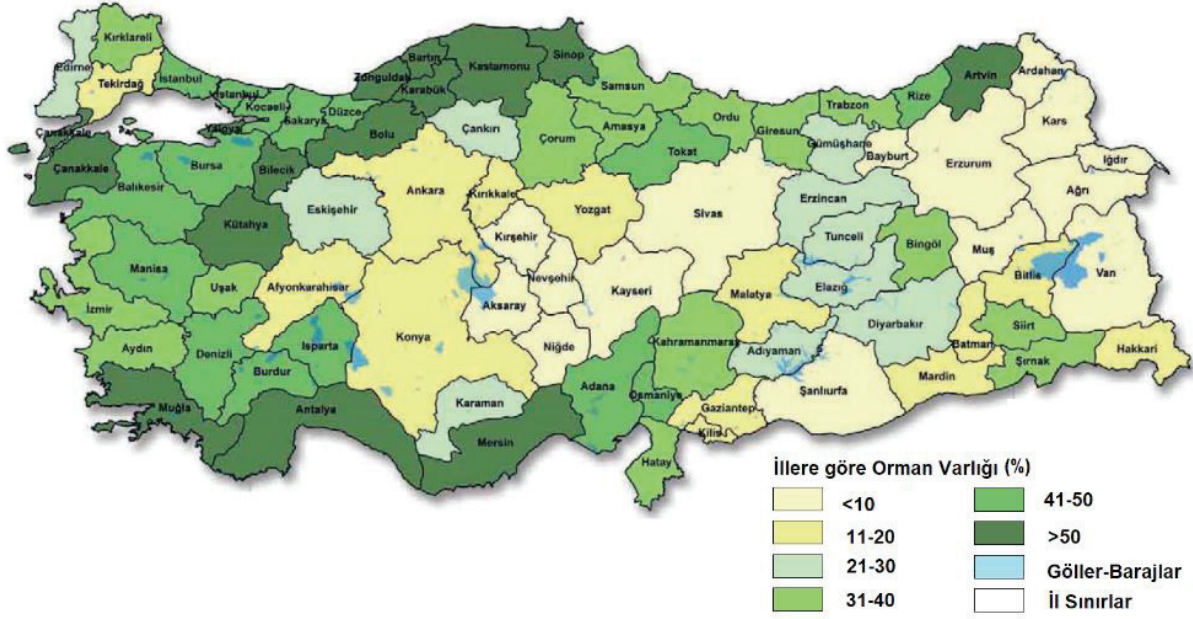 Kırklareli
Edirne
Tekirdağ
İstanbul
İstanbul
Kocaeli
Yalova
Sakarya
Düzce
Zonguldak
Bartın
Karabük
Kastamonu
Sinop
Samsun
Çankırı
Çorum
Amasya
Ordu
Giresun
Trabzon
Rize
Artvin
Ardahan
Kars
Gümüşhane
Bayburt
Erzurum
Iğdır
Ağrı
Çanakkale
Çanakkale
Balıkesir
Bursa
Bilecik
Bolu
Ankara
Kırıkkale
Yozgat
Tokat
Sivas
Erzincan
Tunceli
Bingöl
Muş
Bitlis
Van
Kütahya
Eskişehir
Kırşehir
Nevşehir
Kayseri
Malatya
Elazığ
Diyarbakır
Batman
Siirt
Şırnak
Hakkari
Manisa
Uşak
Afyonkarahisar
Konya
Aksaray
Niğde
Kahramanmaraş
Adıyaman
Şanlıurfa
Mardin
İzmir
Aydın
Denizli
Burdur
Isparta
Karaman
Adana
Osmaniye
Gaziantep
Kilis
Hatay
Muğla
Antalya
Mersin
İllere göre Orman Varlığı (%)
<10
11-20
21-30
31-40
41-50
>50
Göller-Barajlar
İl Sınırlar